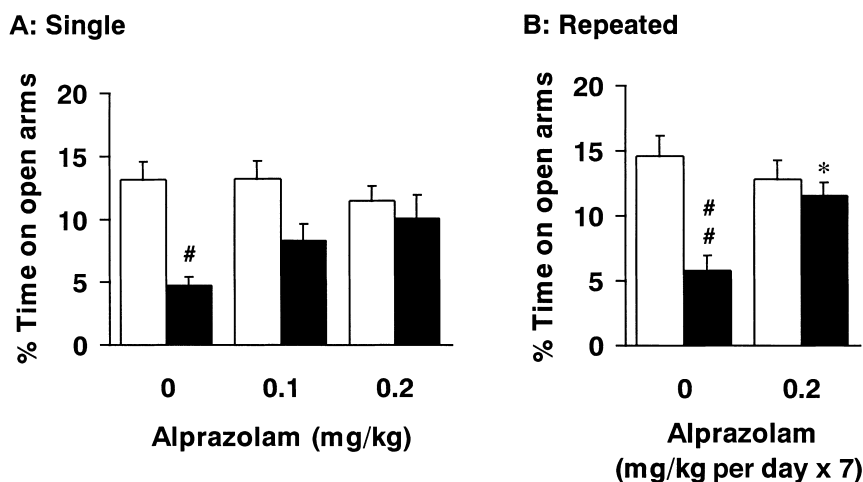 A: Single
% Time on open arms
20
15
10
5
0
#
0 0.1 0.2
Alprazolam (mg/kg)
B: Repeated
% Time on open arms
20
15
10
5
0
#
#
*
0 0.2
Alprazolam
(mg/kg per day x 7)